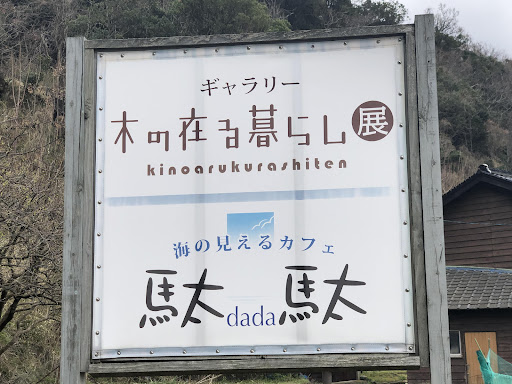 ギャラリー
木の在る暮らし展
kinoarukurashiten
海の見えるカフェ
駄dada駄